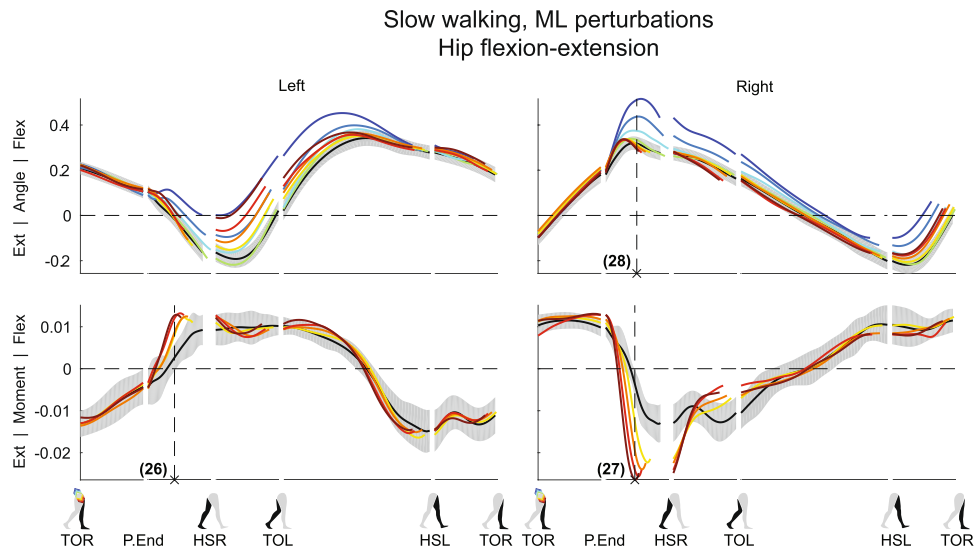 Slow walking, ML perturbations
Hip flexion-extension
Left
Right
Ext | Angle | Flex
0.4
0.2
0
-0.2
(28)
Ext | Moment | Flex
0.01
0
-0.01
-0.02
(26)
(27)
TOR P.End HSR TOL HSL TOR
TOR P.End HSR TOL HSL TOR